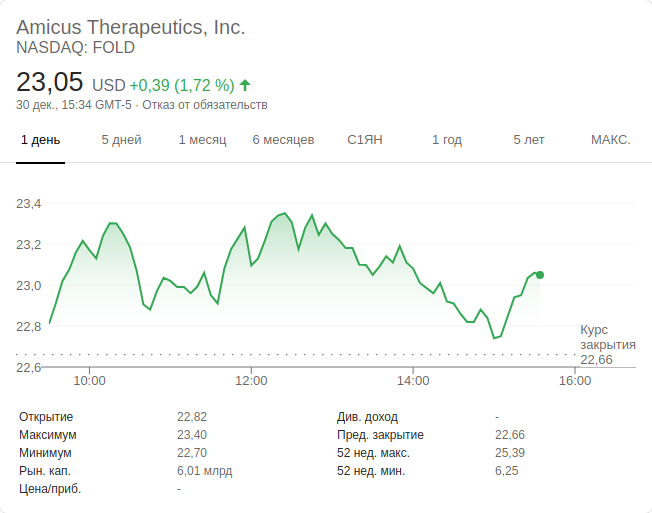 Amicus Therapeutics, Inc.
NASDAQ: FOLD
23,05 USD +0,39 (1,72 %)
30 дек., 15:34 GMT-5 · Отказ от обязательств
1 день 5 дней 1 месяц 6 месяцев С1ЯН 1 год 5 лет МАКС.
23,4
23,2
23,0
22,8
22,6
Курс
закрытия
22,66
10:00 12:00 14:00 16:00
Открытие 22,82 Див. доход -
Максимум 23,40 Пред. закрытие 22,66
Минимум 22,70 52 нед. макс. 25,39
Рын. кап. 6,01 млрд 52 нед. мин. 6,25
Цена/приб. -